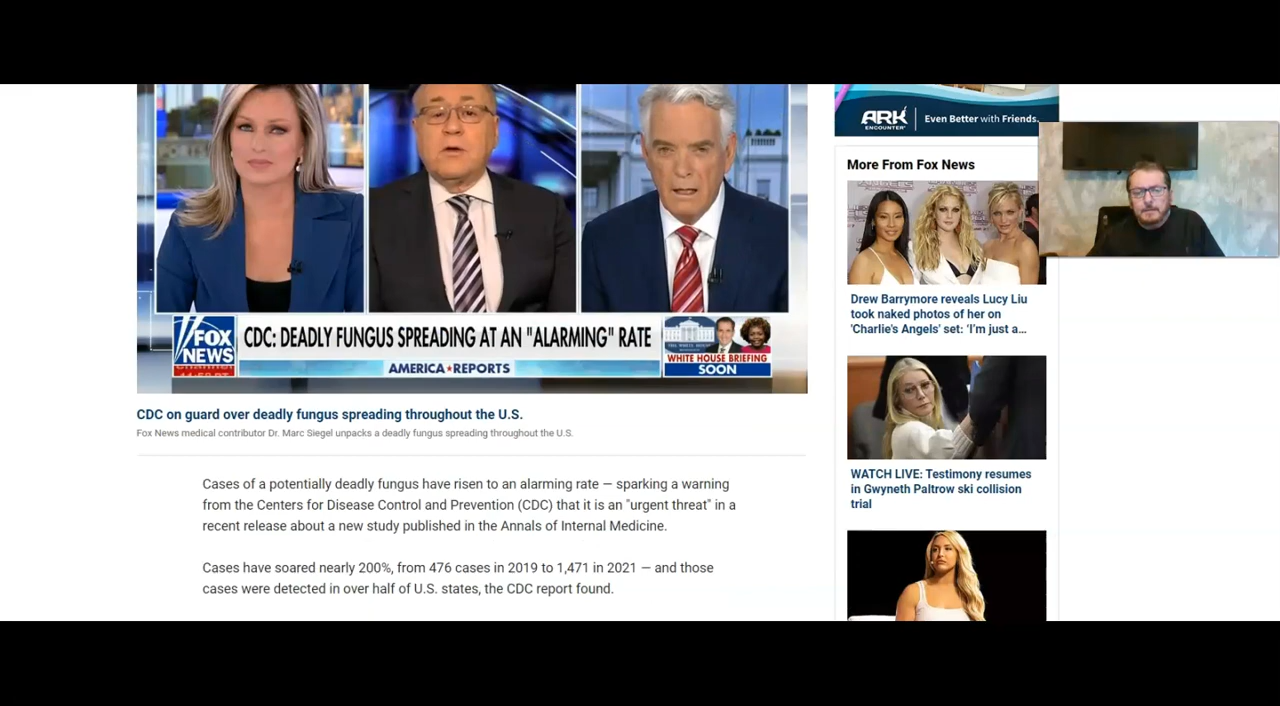 FOX
NEWS
channel
CDC: DEADLY FUNGUS SPREADING AT AN "ALARMING" RATE
AMERICA★REPORTS
WHITE HOUSE BRIEFING
SOON
CDC on guard over deadly fungus spreading throughout the U.S.
Fox News medical contributor Dr. Marc Siegel unpacks a deadly fungus spreading throughout the U.S.
Cases of a potentially deadly fungus have risen to an alarming rate — sparking a warning
from the Centers for Disease Control and Prevention (CDC) that it is an "urgent threat" in a
recent release about a new study published in the Annals of Internal Medicine.
Cases have soared nearly 200%, from 476 cases in 2019 to 1,471 in 2021 — and those
cases were detected in over half of U.S. states, the CDC report found.
ARK
ENCOUNTER
Even Better with Friends.
More From Fox News
Drew Barrymore reveals Lucy Liu
took naked photos of her on
'Charlie's Angels' set: 'I'm just a...
WATCH LIVE: Testimony resumes
in Gwyneth Paltrow ski collision
trial